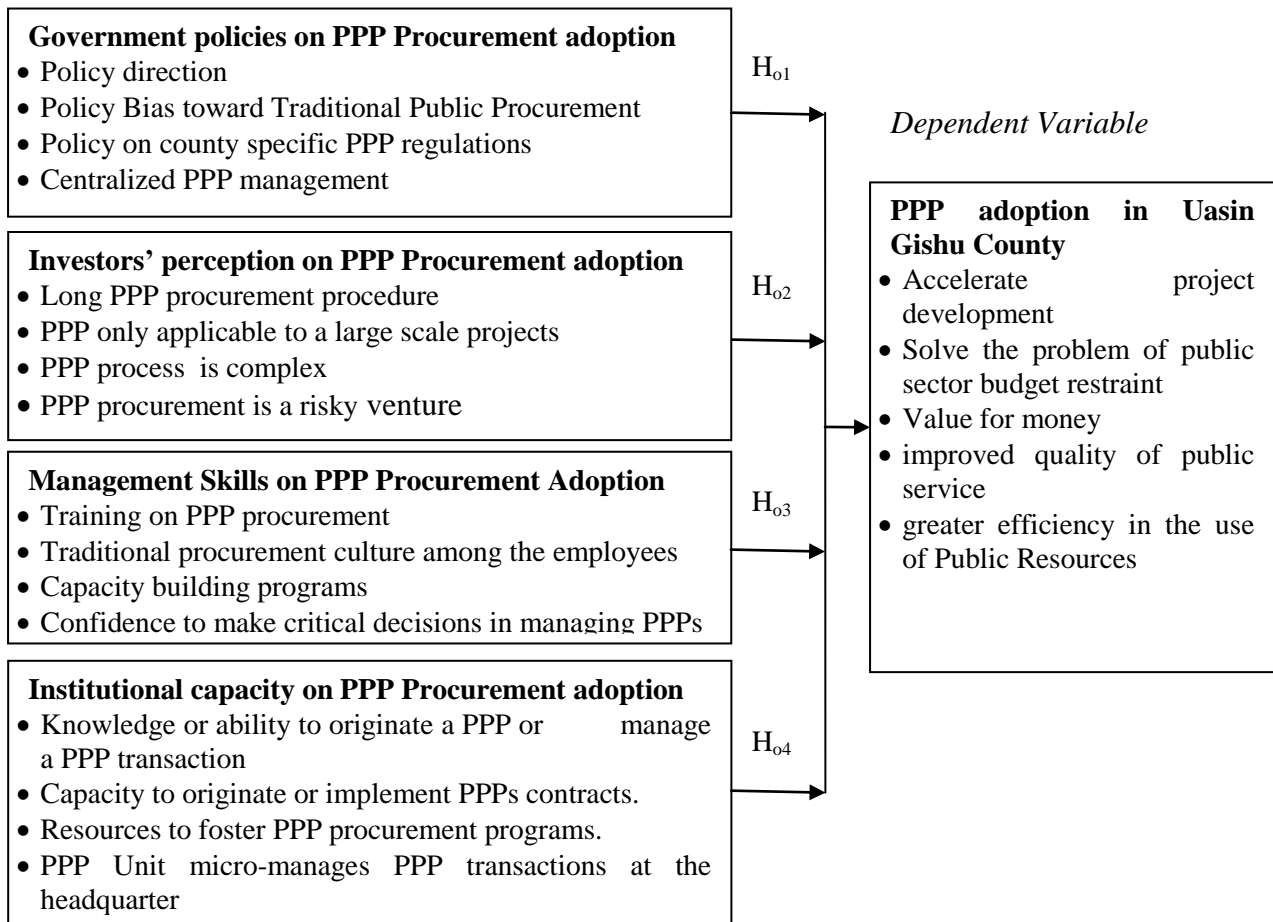 Government policies on PPP Procurement adoption
• Policy direction
• Policy Bias toward Traditional Public Procurement
• Policy on county specific PPP regulations
• Centralized PPP management
Ho1
Investors’ perception on PPP Procurement adoption
• Long PPP procurement procedure
• PPP only applicable to a large scale projects
• PPP process is complex
• PPP procurement is a risky venture
Ho2
Management Skills on PPP Procurement Adoption
• Training on PPP procurement
• Traditional procurement culture among the employees
• Capacity building programs
• Confidence to make critical decisions in managing PPPs
Ho3
Institutional capacity on PPP Procurement adoption
• Knowledge or ability to originate a PPP or manage
a PPP transaction
• Capacity to originate or implement PPPs contracts.
• Resources to foster PPP procurement programs.
• PPP Unit micro-manages PPP transactions at the
headquarter
Ho4
Dependent Variable
PPP adoption in Uasin
Gishu County
• Accelerate project
development
• Solve the problem of public
sector budget restraint
• Value for money
• improved quality of public
service
• greater efficiency in the use
of Public Resources